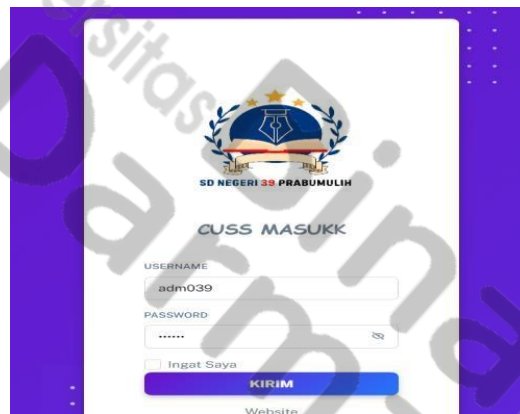 SD NEGERI 39 PRABUMULIH
CUSS MASUKK
USERNAME
adm039
PASSWORD
••••••
Ingat Saya
KIRIM
Website